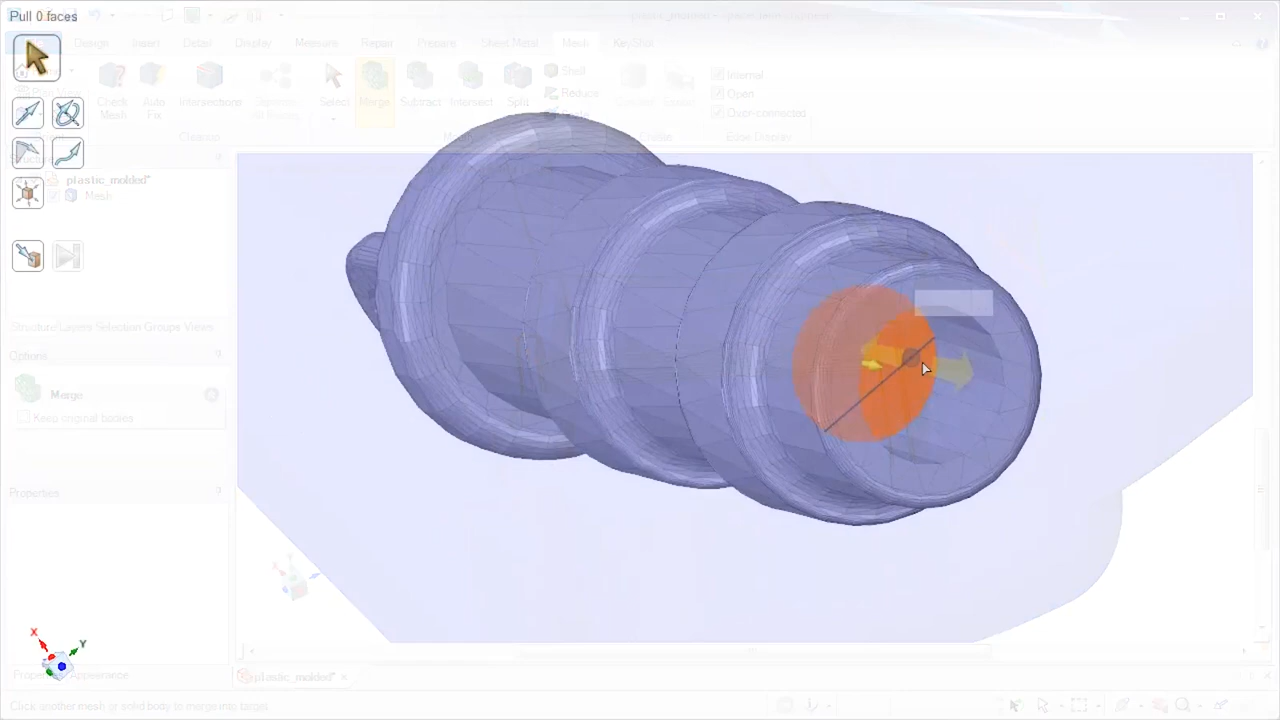 Pull 0 faces
Design Insert Detail Display Measure Repair Prepare Sheet Metal Mesh KeyShot
Check Mesh
Auto Fix
Intersections
Select
Merge
Subtract
Intersect
Split
Shell
Reduce
Internal
Open
Over-connected
Cleanup
Edge Display
plastic_molded*
Mesh
Structure Layers Selection Groups Views
Options
Merge
Keep original bodies
Properties
X
Y
Properties Appearance
plastic_molded*
Click another mesh or solid body to merge into target